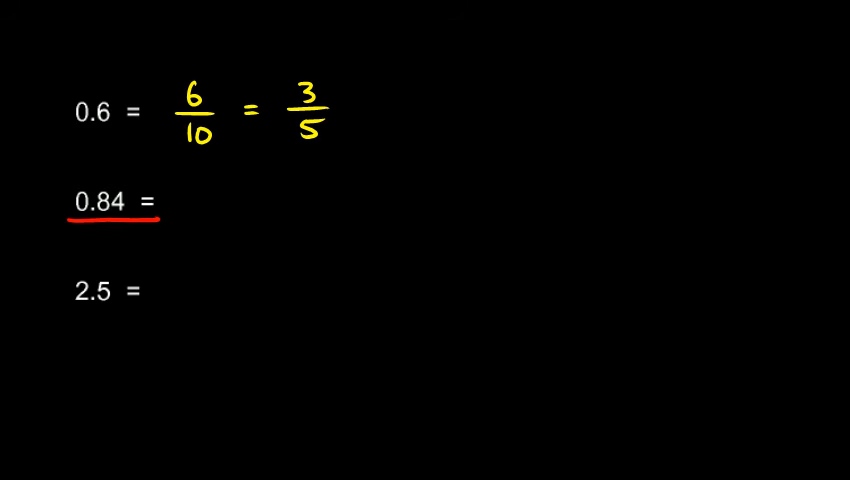 0.6 = 6/10 = 3/5
0.84 =
2.5 =